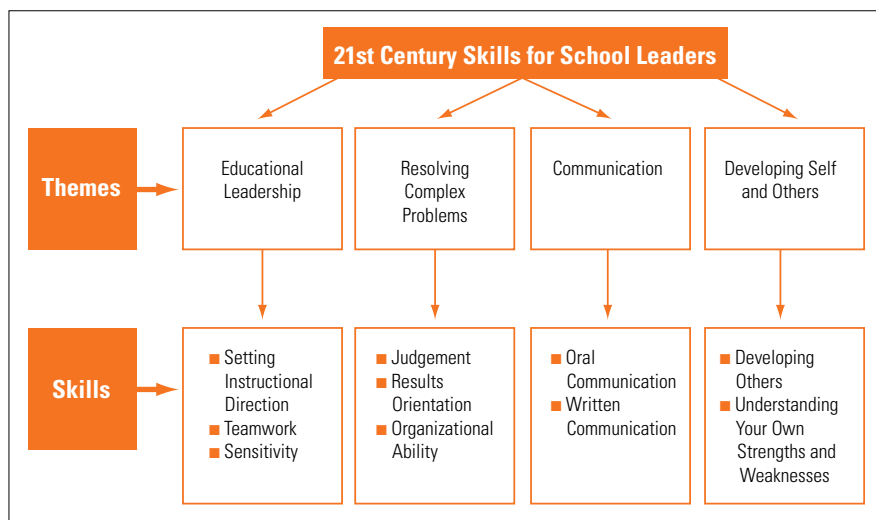 21st Century Skills for School Leaders
Themes
Educational
Leadership
Resolving
Complex
Problems
Communication
Developing Self
and Others
Skills
■ Setting
Instructional
Direction
■ Teamwork
■ Sensitivity
■ Judgement
■ Results
Orientation
■ Organizational
Ability
■ Oral
Communication
■ Written
Communication
■ Developing
Others
■ Understanding
Your Own
Strengths and
Weaknesses